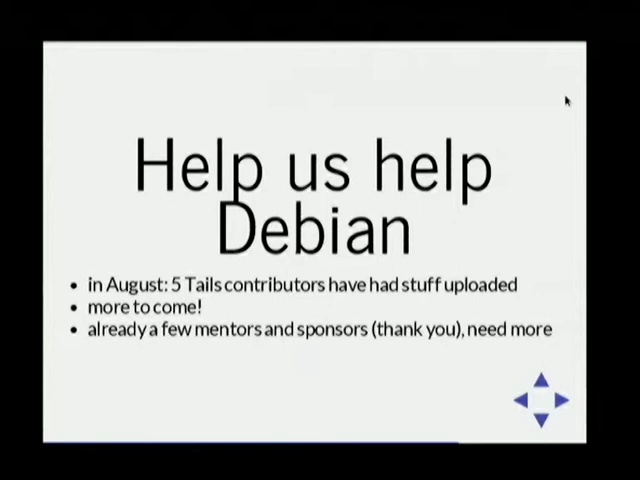 Help us help
Debian
• in August: 5 Tails contributors have had stuff uploaded
• more to come!
• already a few mentors and sponsors (thank you), need more